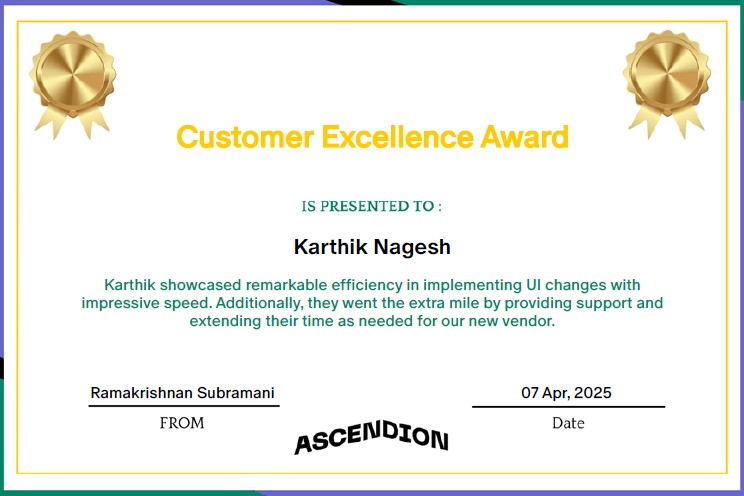 Customer Excellence Award
IS PRESENTED TO :
Karthik Nagesh
Karthik showcased remarkable efficiency in implementing UI changes with
impressive speed. Additionally, they went the extra mile by providing support and
extending their time as needed for our new vendor.
Ramakrishnan Subramani
07 Apr, 2025
FROM
Date
ASCENDION